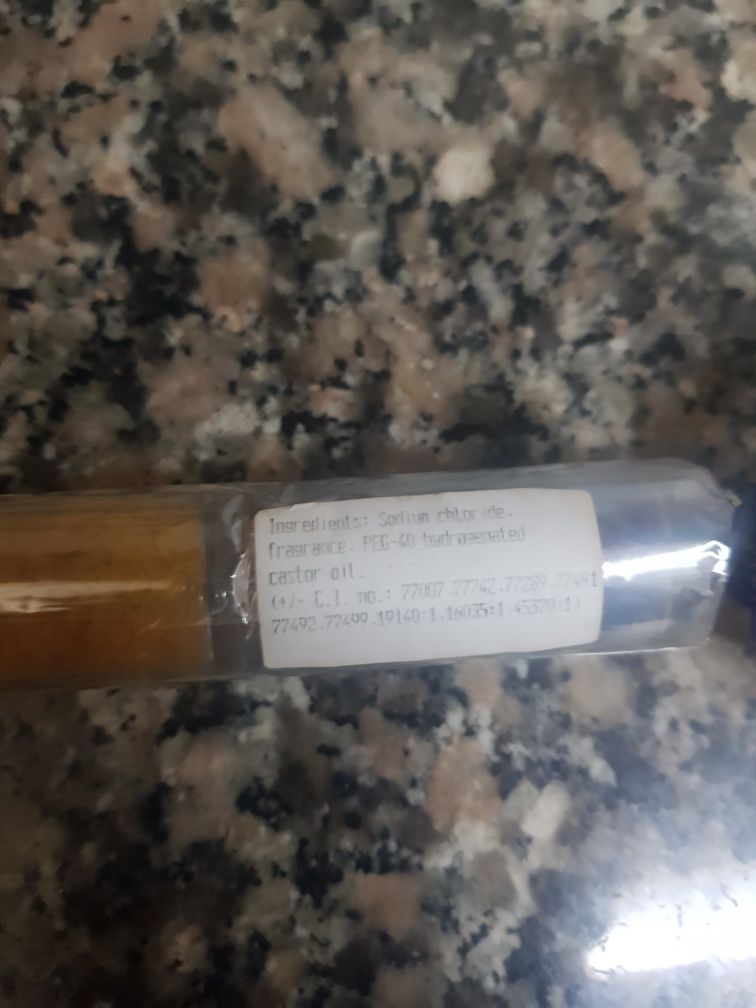 Ingredients: Sodium chloride.
fragrance. PEG-40 hydrogenated
castor oil.
(+/- C.I. no.: 77007.77742.77289.77491
77492.77499.19140:1.16035:1.45370:1)